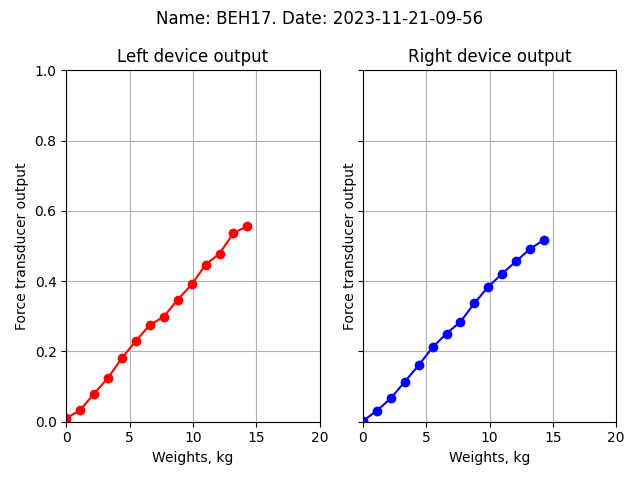 Name: BEH17. Date: 2023-11-21-09-56
Left device output
Right device output
1.0
0.8
0.6
0.4
0.2
0.0
Force transducer output
Force transducer output
0 5 10 15 20
0 5 10 15 20
Weights, kg
Weights, kg